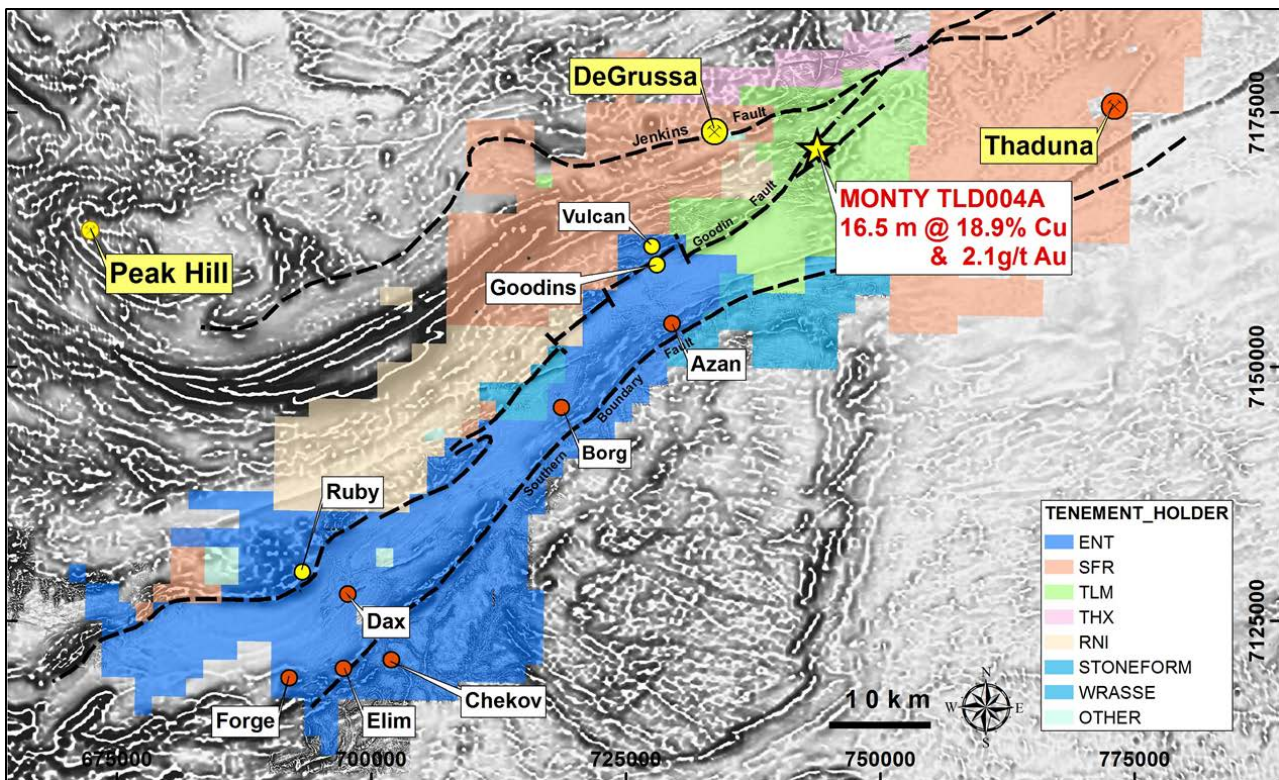 DeGrussa
Jenkins Fault
7175000
Thaduna
MONTY TLD004A
16.5 m @ 18.9% Cu
& 2.1g/t Au
Goodin Fault
Vulcan
Peak Hill
Goodins
Azan
7150000
Southern Boundary Fault
Borg
Ruby
TENEMENT_HOLDER
ENT
SFR
TLM
THX
RNI
STONEFORM
WRASSE
OTHER
Dax
7125000
Chekov
Forge
Elim
10 km
N
W E
S
675000
700000
725000
750000
775000